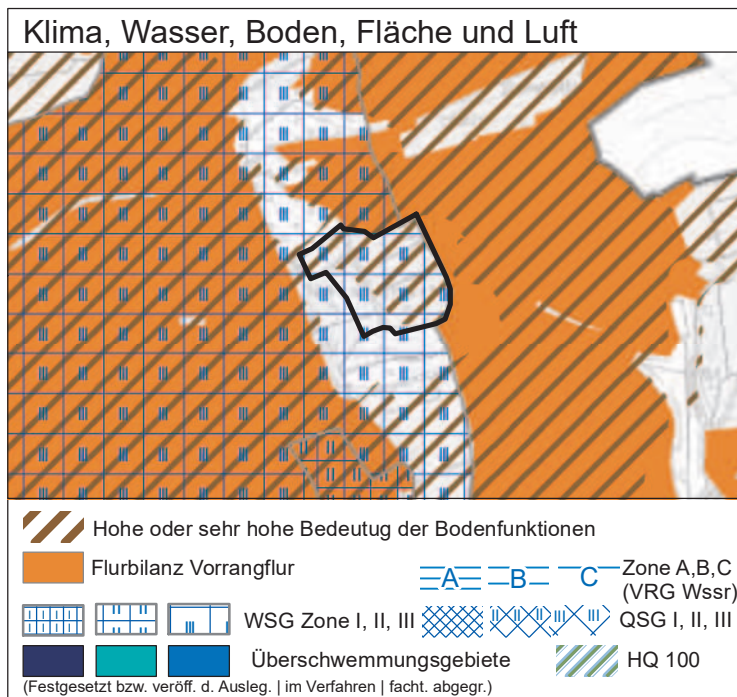 Klima, Wasser, Boden, Fläche und Luft
Hohe oder sehr hohe Bedeutug der Bodenfunktionen
Flurbilanz Vorrangflur
A B C Zone A,B,C
(VRG Wssr)
WSG Zone I, II, III
QSG I, II, III
Überschwemmungsgebiete
HQ 100
(Festgesetzt bzw. veröff. d. Ausleg. | im Verfahren | facht. abgegr.)